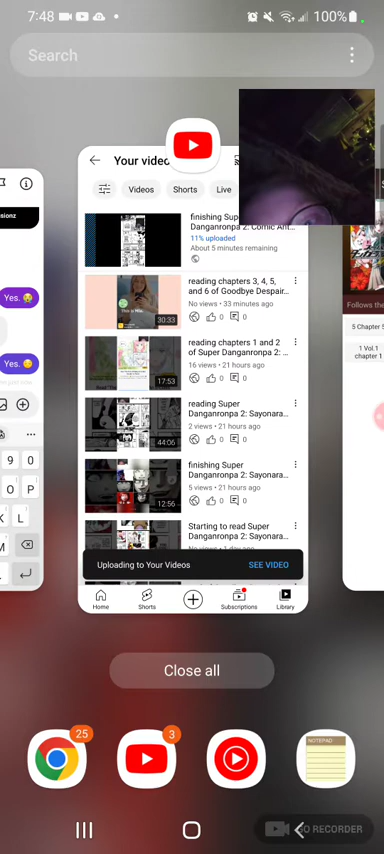 7:48
100%
Search
Your vide
Videos
Shorts
Live
finishing Sup
Danganronpa 2: Comic Ant...
11% uploaded
About 5 minutes remaining
reading chapters 3, 4, 5,
and 6 of Goodbye Despair...
No views • 33 minutes ago
0
0
30:33
reading chapters 1 and 2
of Super Danganronpa 2: ...
16 views • 21 hours ago
0
0
17:53
reading Super
Danganronpa 2: Sayonara...
2 views • 21 hours ago
0
0
44:06
finishing Super
Danganronpa 2: Sayonara...
5 views • 21 hours ago
0
0
12:56
Starting to read Super
Danganronpa 2: Sayonara...
Uploading to Your Videos
SEE VIDEO
Home
Shorts
Subscriptions
Library
Yes. 😭
Yes. 😔
9 0
O P
K L
M
Follows the
5 Chapter 5
1 Vol.1
chapter 1
Close all
25
3
NOTEPAD
GO RECORDER